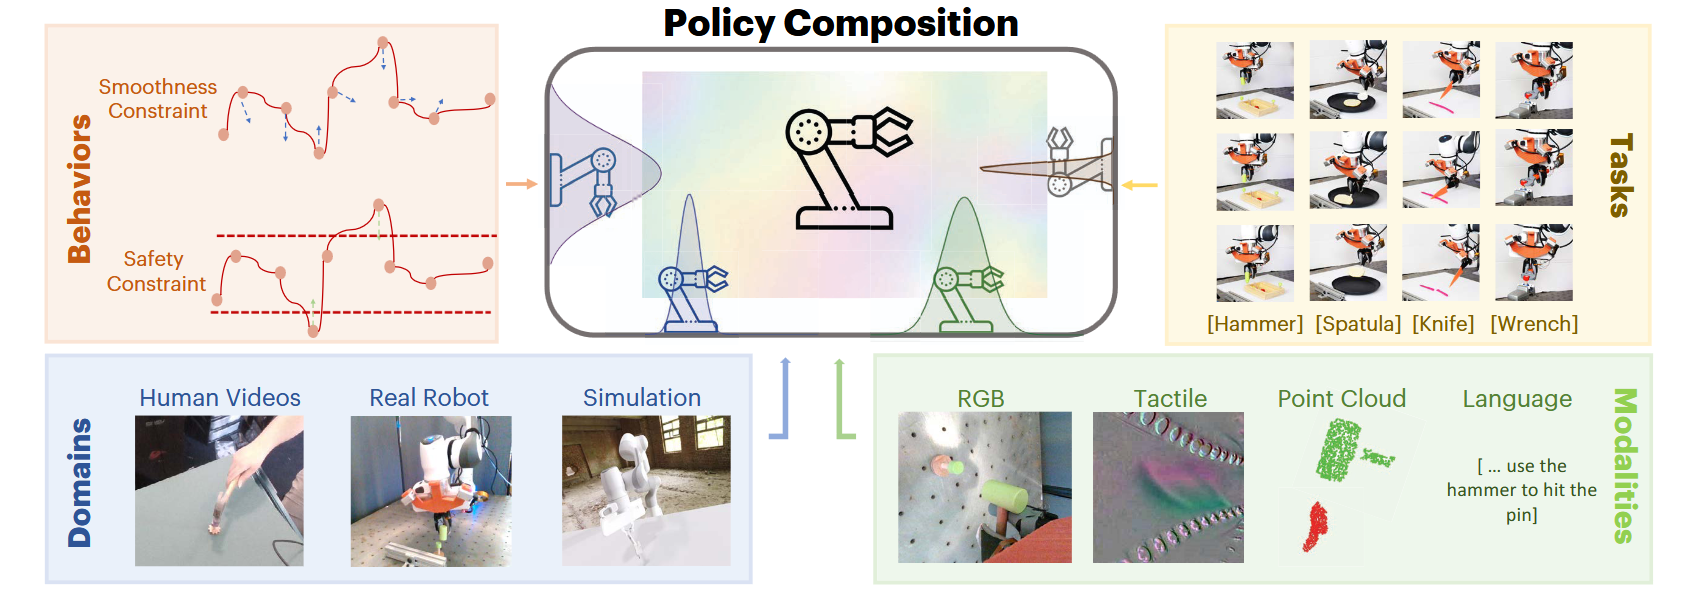 Policy Composition
Behaviors
Smoothness
Constraint
Safety
Constraint
Tasks
[Hammer] [Spatula] [Knife] [Wrench]
Domains
Human Videos
Real Robot
Simulation
RGB
Tactile
Point Cloud
Language
[ ... use the
hammer to hit the
pin]
Modalities